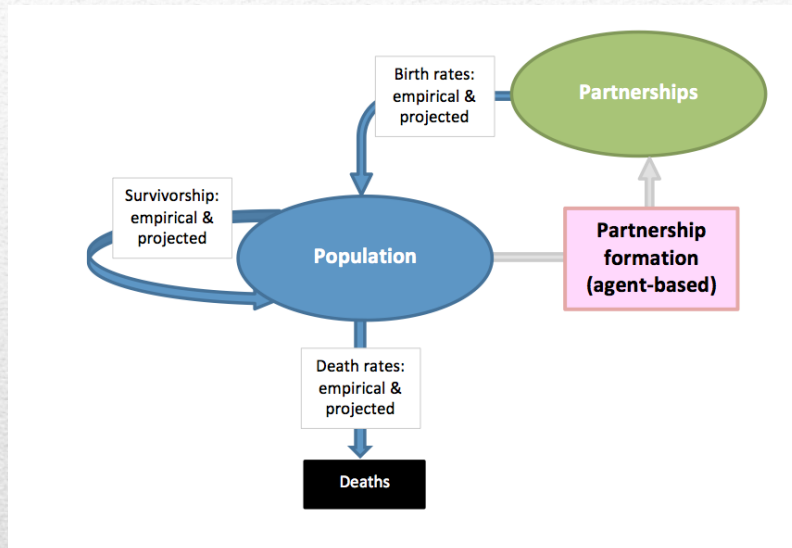 Birth rates:
empirical &
projected
Partnerships
Survivorship:
empirical &
projected
Population
Partnership
formation
(agent-based)
Death rates:
empirical &
projected
Deaths